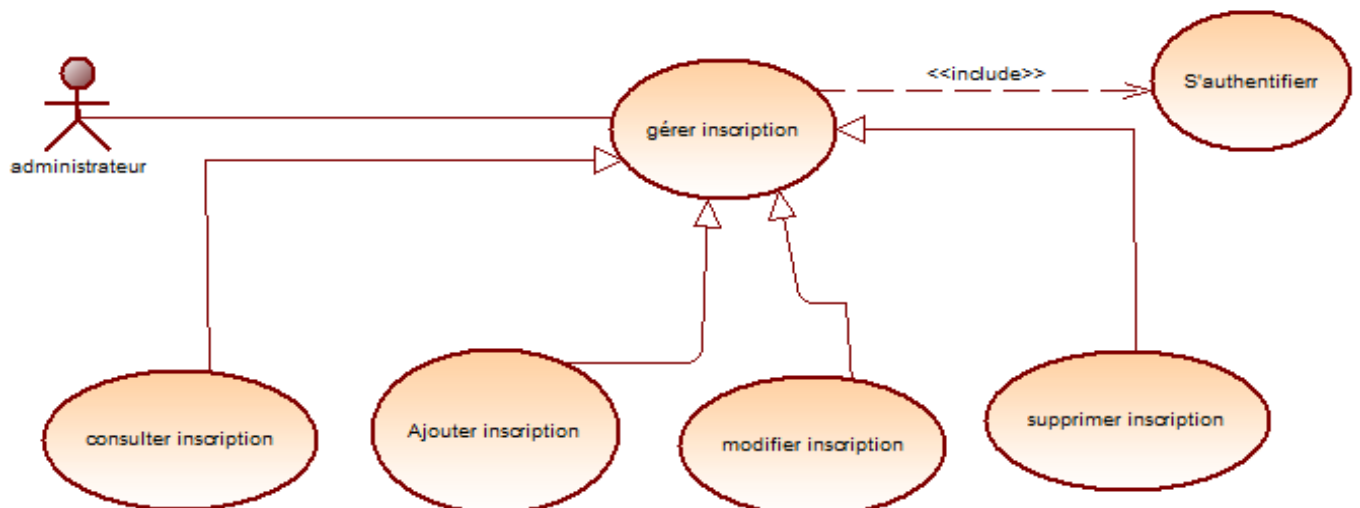 <<include>>
S'authentifierr
gérer inscription
administrateur
consulter inscription
Ajouter inscription
modifier inscription
supprimer inscription